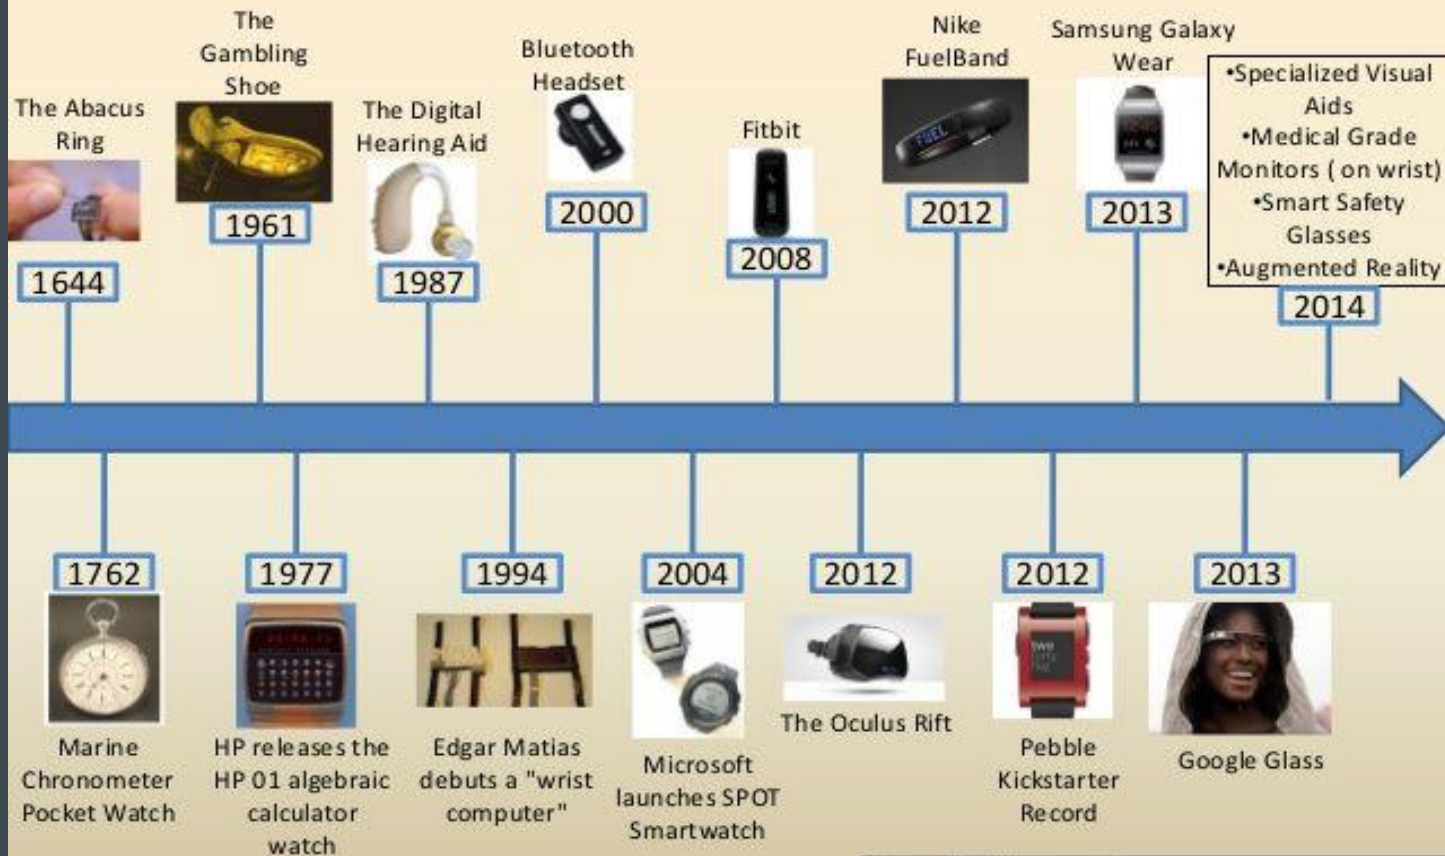 The Abacus
Ring
1644
The
Gambling
Shoe
1961
The Digital
Hearing Aid
1987
Bluetooth
Headset
2000
Fitbit
2008
Nike
FuelBand
FUEL
2012
Samsung Galaxy
Wear
2013
•Specialized Visual
Aids
•Medical Grade
Monitors ( on wrist)
•Smart Safety
Glasses
•Augmented Reality
2014
1762
Marine
Chronometer
Pocket Watch
1977
HP releases the
HP 01 algebraic
calculator
watch
1994
Edgar Matias
debuts a "wrist
computer"
2004
Microsoft
launches SPOT
Smartwatch
2012
The Oculus Rift
2012
two
Pebble
Kickstarter
Record
2013
Google Glass